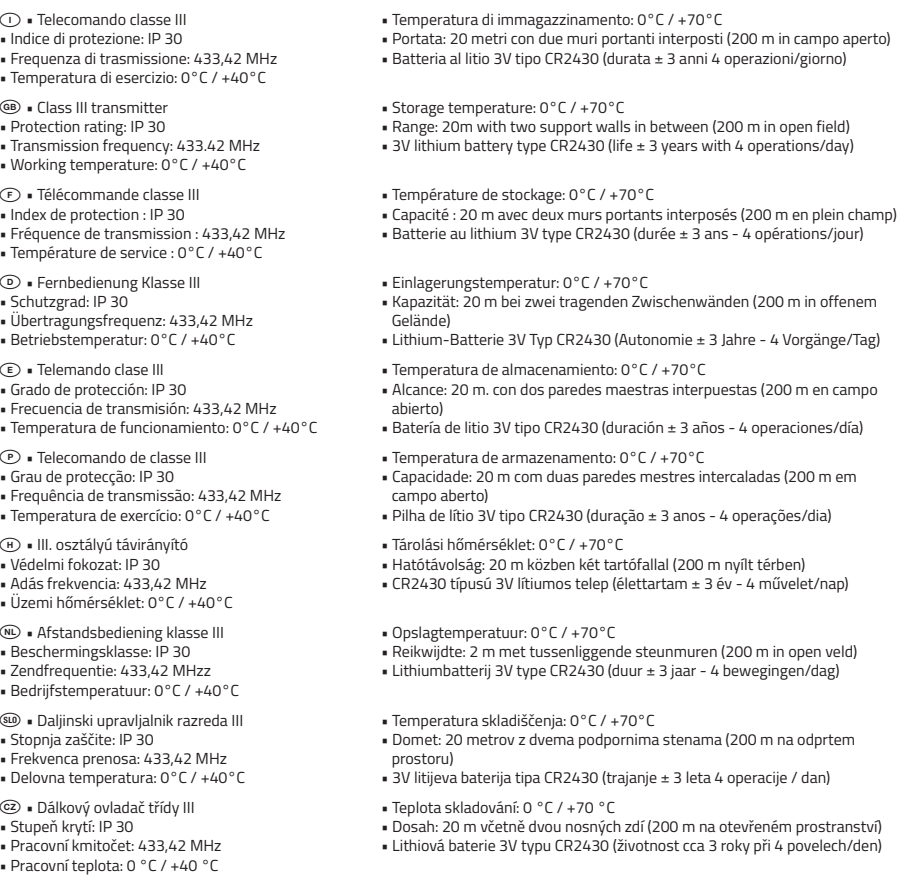 I ▪ Telecomando classe III
▪ Indice di protezione: IP 30
▪ Frequenza di trasmissione: 433,42 MHz
▪ Temperatura di esercizio: 0°C / +40°C
▪ Temperatura di immagazzinamento: 0°C / +70°C
▪ Portata: 20 metri con due muri portanti interposti (200 m in campo aperto)
▪ Batteria al litio 3V tipo CR2430 (durata ± 3 anni 4 operazioni/giorno)
GB ▪ Class III transmitter
▪ Protection rating: IP 30
▪ Transmission frequency: 433.42 MHz
▪ Working temperature: 0°C / +40°C
▪ Storage temperature: 0°C / +70°C
▪ Range: 20m with two support walls in between (200 m in open field)
▪ 3V lithium battery type CR2430 (life ± 3 years with 4 operations/day)
F ▪ Télécommande classe III
▪ Index de protection : IP 30
▪ Fréquence de transmission : 433,42 MHz
▪ Température de service : 0°C / +40°C
▪ Température de stockage: 0°C / +70°C
▪ Capacité : 20 m avec deux murs portants interposés (200 m en plein champ)
▪ Batterie au lithium 3V type CR2430 (durée ± 3 ans - 4 opérations/jour)
D ▪ Fernbedienung Klasse III
▪ Schutzgrad: IP 30
▪ Übertragungsfrequenz: 433,42 MHz
▪ Betriebstemperatur: 0°C / +40°C
▪ Einlagerungstemperatur: 0°C / +70°C
▪ Kapazität: 20 m bei zwei tragenden Zwischenwänden (200 m in offenem
Gelände)
▪ Lithium-Batterie 3V Typ CR2430 (Autonomie ± 3 Jahre - 4 Vorgänge/Tag)
E ▪ Telemando clase III
▪ Grado de protección: IP 30
▪ Frecuencia de transmisión: 433,42 MHz
▪ Temperatura de funcionamiento: 0°C / +40°C
▪ Temperatura de almacenamiento: 0°C / +70°C
▪ Alcance: 20 m. con dos paredes maestras interpuestas (200 m en campo
abierto)
▪ Batería de litio 3V tipo CR2430 (duración ± 3 años - 4 operaciones/día)
P ▪ Telecomando de classe III
▪ Grau de protecção: IP 30
▪ Frequência de transmissão: 433,42 MHz
▪ Temperatura de exercício: 0°C / +40°C
▪ Temperatura de armazenamento: 0°C / +70°C
▪ Capacidade: 20 m com duas paredes mestres intercaladas (200 m em
campo aberto)
▪ Pilha de lítio 3V tipo CR2430 (duração ± 3 anos - 4 operações/dia)
H ▪ III. osztályú távirányító
▪ Védelmi fokozat: IP 30
▪ Adás frekvencia: 433,42 MHz
▪ Üzemi hőmérséklet: 0°C / +40°C
▪ Tárolási hőmérséklet: 0°C / +70°C
▪ Hatótávolság: 20 m közben két tartófallal (200 m nyílt térben)
▪ CR2430 típusú 3V lítiumos telep (élettartam ± 3 év - 4 művelet/nap)
NL ▪ Afstandsbediening klasse III
▪ Beschermingsklasse: IP 30
▪ Zendfrequentie: 433,42 MHzz
▪ Bedrijfstemperatuur: 0°C / +40°C
▪ Opslagtemperatuur: 0°C / +70°C
▪ Reikwijdte: 2 m met tussenliggende steunmuren (200 m in open veld)
▪ Lithiumbatterij 3V type CR2430 (duur ± 3 jaar - 4 bewegingen/dag)
SLO ▪ Daljinski upravljalnik razreda III
▪ Stopnja zaščite: IP 30
▪ Frekvenca prenosa: 433,42 MHz
▪ Delovna temperatura: 0°C / +40°C
▪ Temperatura skladiščenja: 0°C / +70°C
▪ Domet: 20 metrov z dvema podpornima stenama (200 m na odprtem
prostoru)
▪ 3V litijeva baterija tipa CR2430 (trajanje ± 3 leta 4 operacije / dan)
CZ ▪ Dálkový ovladač třídy III
▪ Stupeň krytí: IP 30
▪ Pracovní kmitočet: 433,42 MHz
▪ Pracovní teplota: 0 °C / +40 °C
▪ Teplota skladování: 0 °C / +70 °C
▪ Dosah: 20 m včetně dvou nosných zdí (200 m na otevřeném prostranství)
▪ Lithiová baterie 3V typu CR2430 (životnost cca 3 roky při 4 povelech/den)